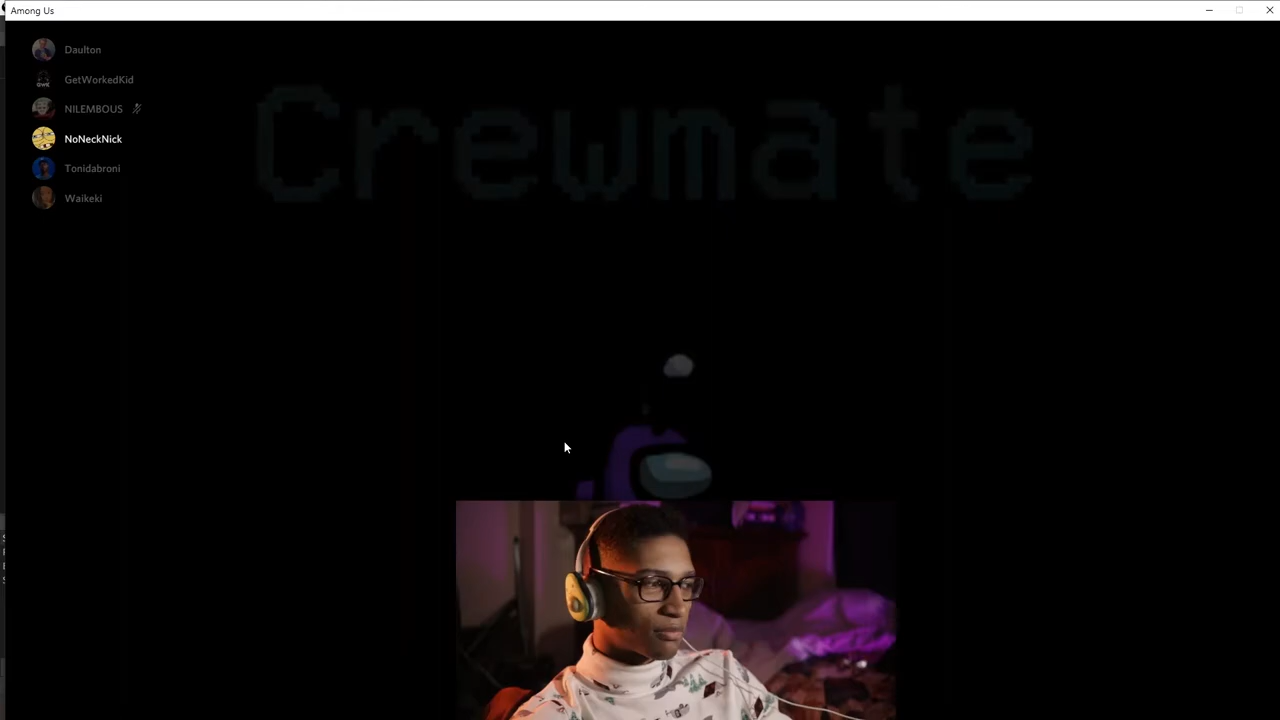 Among Us
Daulton
GetWorkedKid
NILEMBOUS
NoNeckNick
Tonidabroni
Waikeki
Crewmate